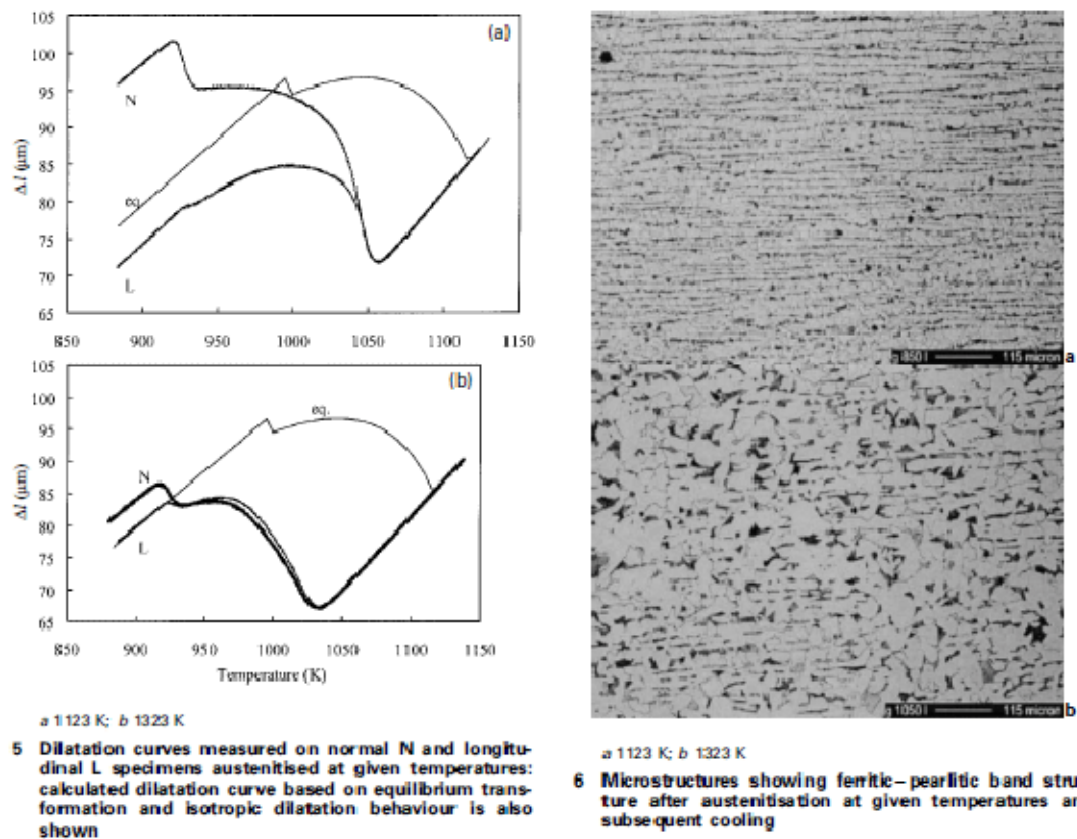 105
100
95
90
85
80
75
70
65
Δl (μm)
(a)
N
eq.
L
850 900 950 1000 1050 1100 1150
105
100
95
90
85
80
75
70
65
Δl (μm)
(b)
eq.
N
L
850 900 950 1000 1050 1100 1150
Temperature (K)
a 1123 K; b 1323 K
5 Dilatation curves measured on normal N and longitu-
dinal L specimens austenitised at given temperatures:
calculated dilatation curve based on equilibrium trans-
formation and isotropic dilatation behaviour is also
shown
115 micron
a
115 micron
b
a 1123 K; b 1323 K
6 Microstructures showing ferritic–pearlitic band struc
ture after austenitisation at given temperatures an
subsequent cooling